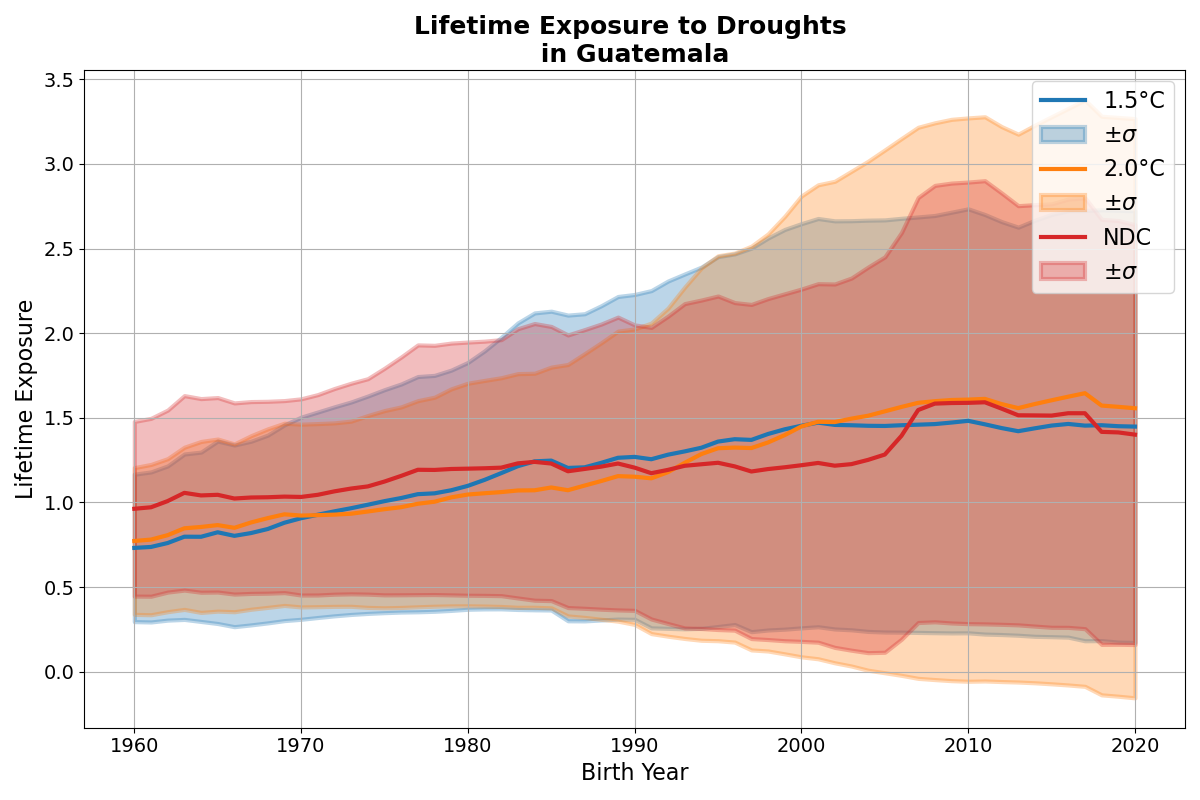 Lifetime Exposure to Droughts
in Guatemala
Lifetime Exposure
3.5
3.0
2.5
2.0
1.5
1.0
0.5
0.0
1960 1970 1980 1990 2000 2010 2020
Birth Year
1.5°C
±σ
2.0°C
±σ
NDC
±σ